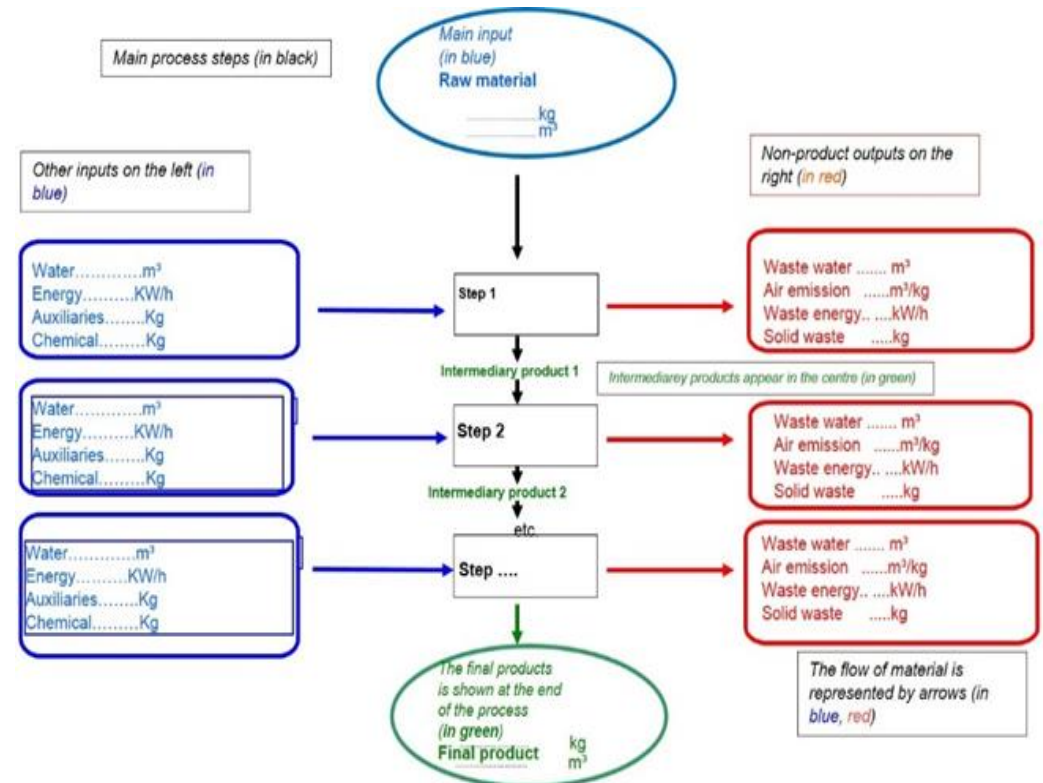 Main process steps (in black)
Main input
(in blue)
Raw material
kg
m³
Other inputs on the left (in
blue)
Non-product outputs on the
right (in red)
Water.............m³
Energy.........KW/h
Auxiliaries........Kg
Chemical.........Kg
Step 1
Waste water ....... m³
Air emission ......m³/kg
Waste energy.. ....kW/h
Solid waste .....kg
Intermediary product 1
Intermediarey products appear in the centre (in green)
Water.............m³
Energy.........KW/h
Auxiliaries........Kg
Chemical.........Kg
Step 2
Waste water ....... m³
Air emission ......m³/kg
Waste energy.. ....kW/h
Solid waste .....kg
Intermediary product 2
etc.
Water.............m³
Energy.........KW/h
Auxiliaries........Kg
Chemical.........Kg
Step ....
Waste water ....... m³
Air emission ......m³/kg
Waste energy.. ....kW/h
Solid waste .....kg
The final products
is shown at the end
of the process
(In green)
Final product
kg
m³
The flow of material is
represented by arrows (in
blue, red)